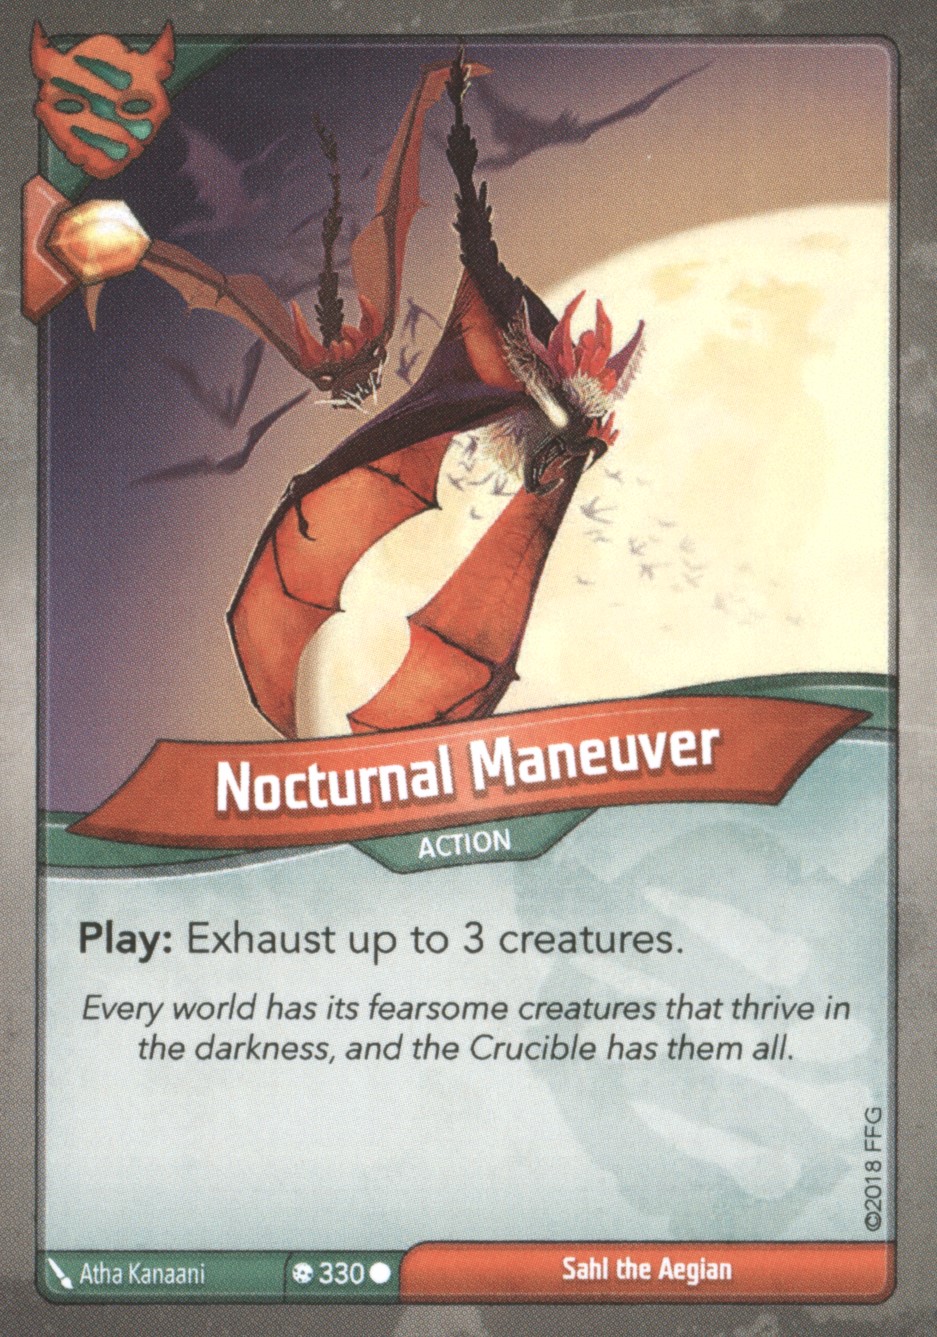 Nocturnal Maneuver
ACTION
Play: Exhaust up to 3 creatures.
Every world has its fearsome creatures that thrive in
the darkness, and the Crucible has them all.
©2018 FFG
Atha Kanaani
330
Sahl the Aegian